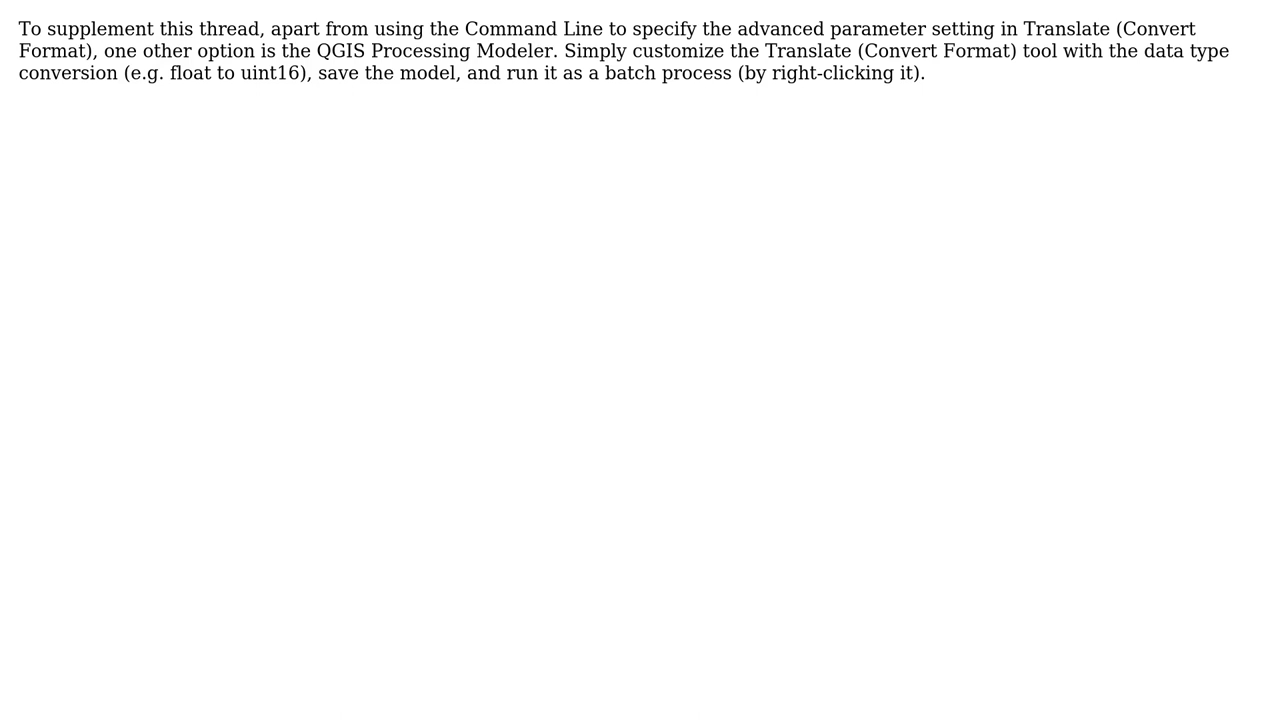 To supplement this thread, apart from using the Command Line to specify the advanced parameter setting in Translate (Convert
Format), one other option is the QGIS Processing Modeler. Simply customize the Translate (Convert Format) tool with the data type
conversion (e.g. float to uint16), save the model, and run it as a batch process (by right-clicking it).